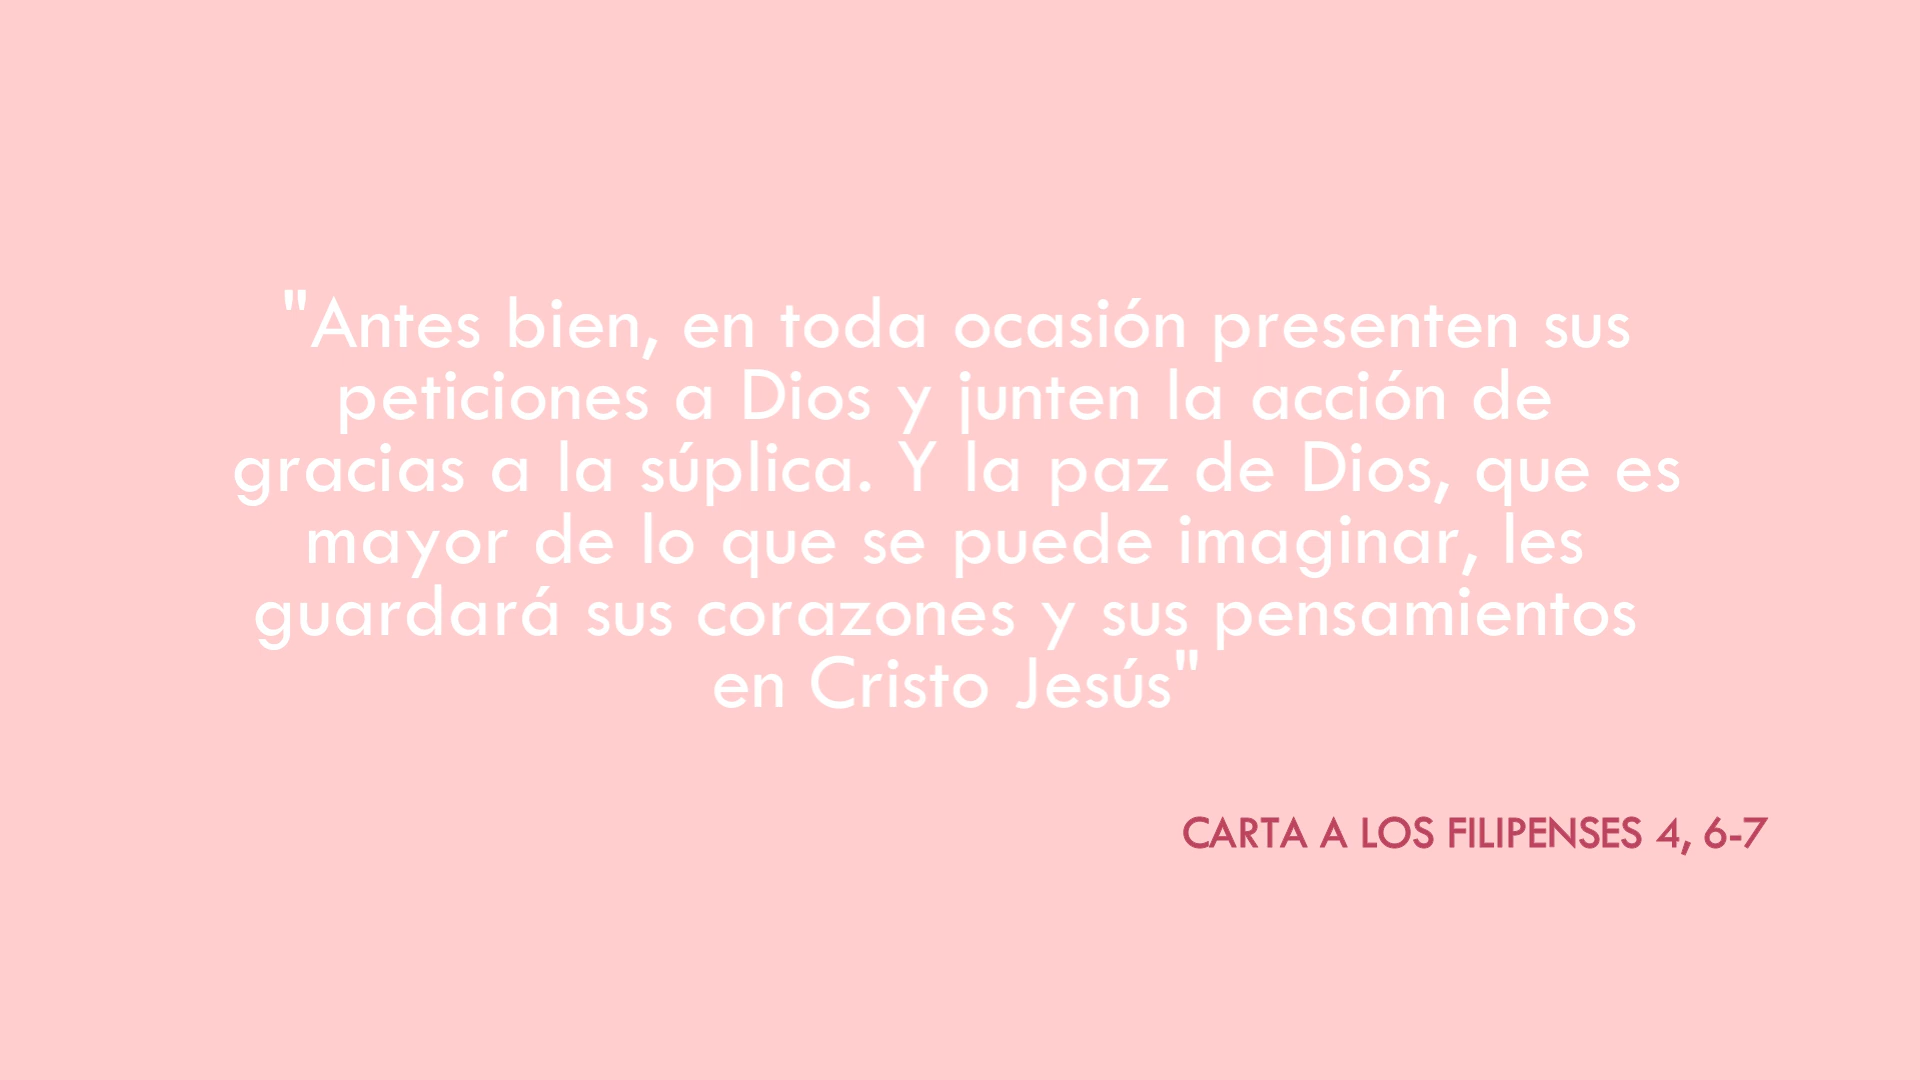 "Antes bien, en toda ocasión presenten sus
peticiones a Dios y junten la acción de
gracias a la súplica. Y la paz de Dios, que es
mayor de lo que se puede imaginar, les
guardará sus corazones y sus pensamientos
en Cristo Jesús"
CARTA A LOS FILIPENSES 4, 6-7